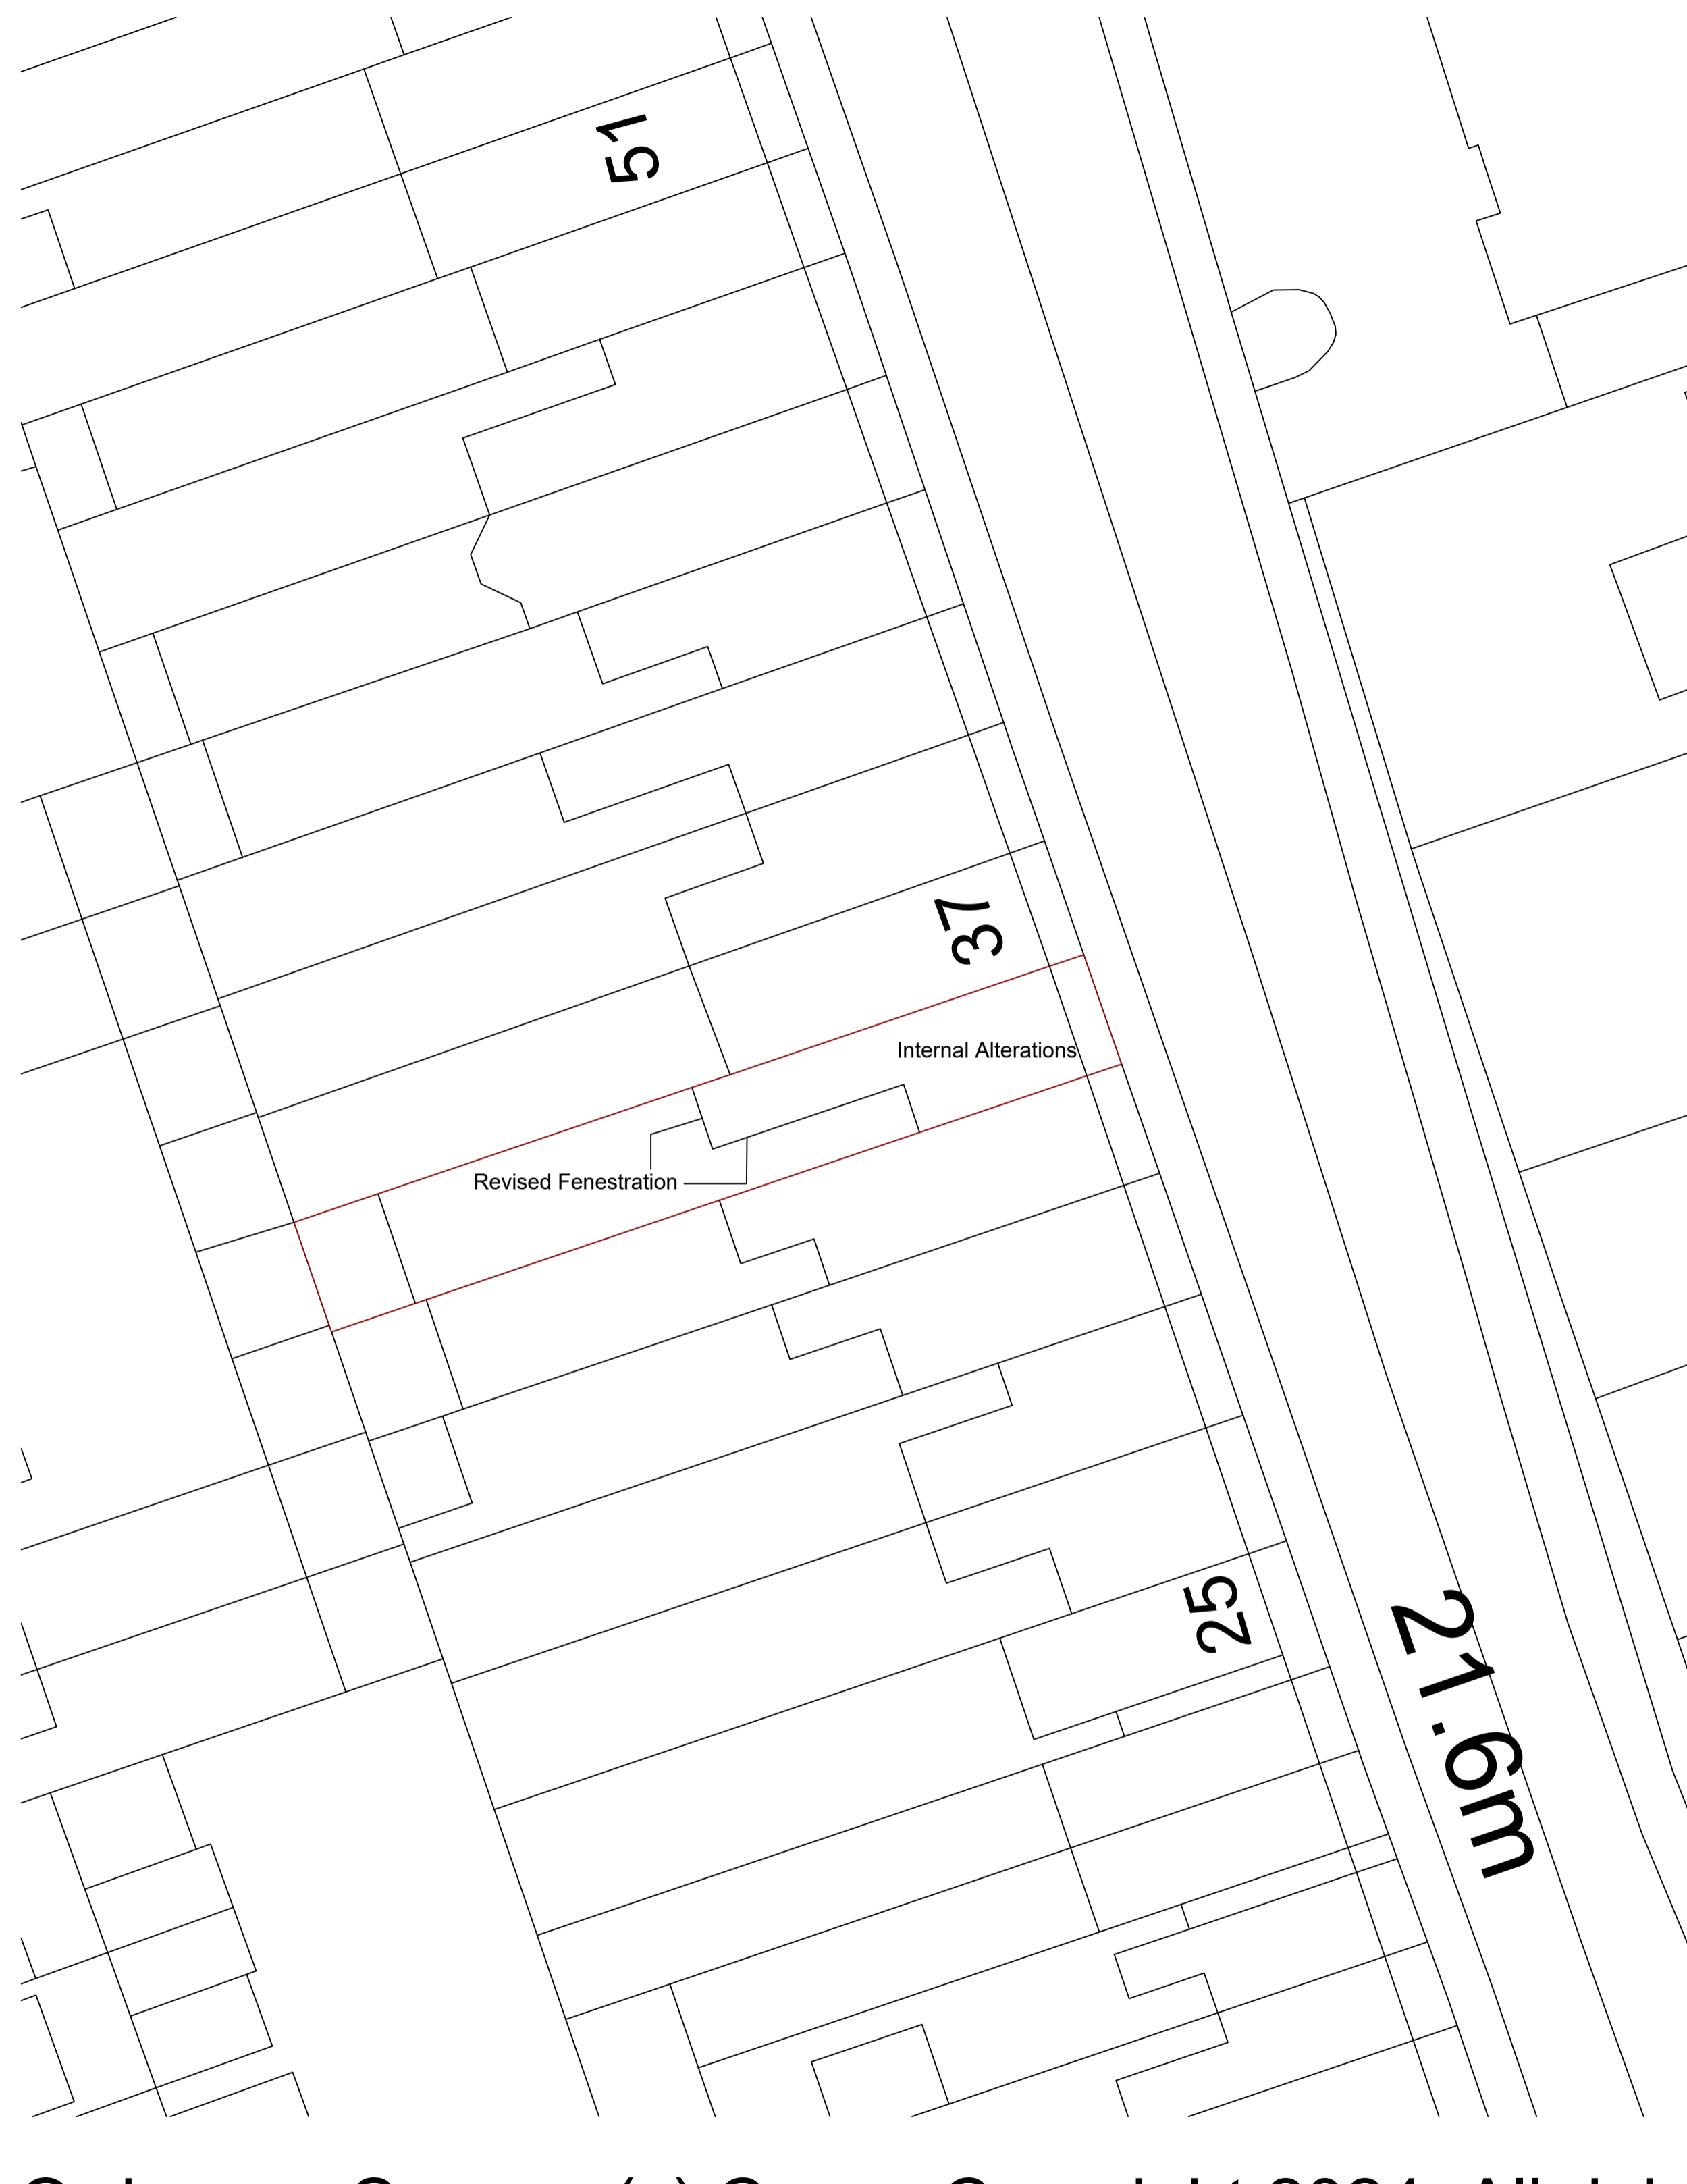 51
37
Internal Alterations
Revised Fenestration
25
21.6m